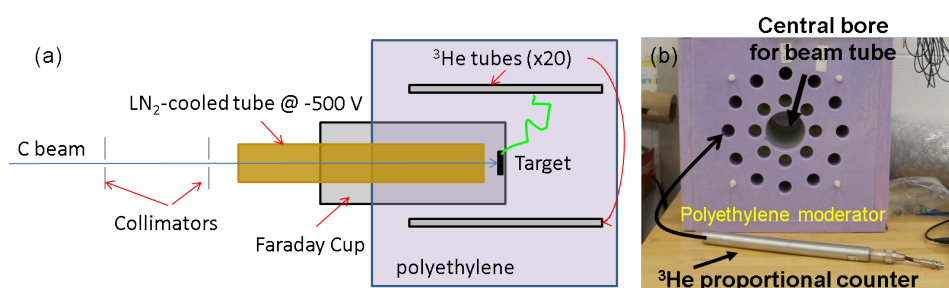 (a)
³He tubes (x20)
LN₂-cooled tube @ -500 V
C beam
Target
Collimators
Faraday Cup
polyethylene
(b)
Central bore
for beam tube
Polyethylene moderator
³He proportional counter